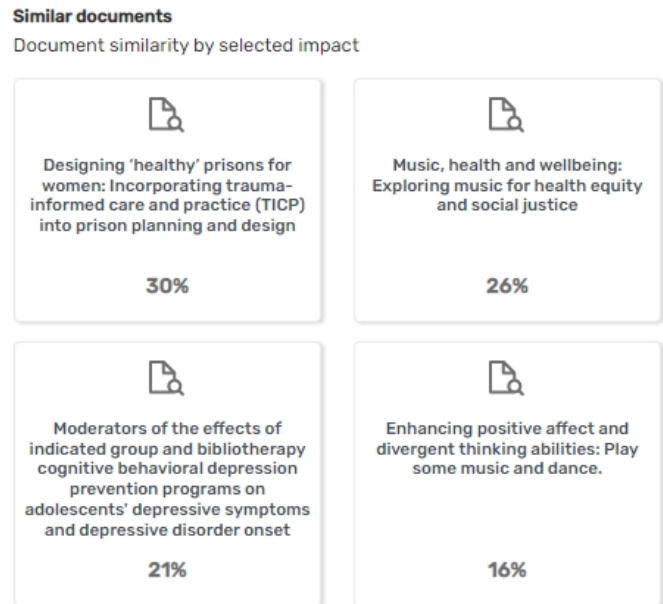 Similar documents
Document similarity by selected impact
Designing ‘healthy’ prisons for
women: Incorporating trauma-
informed care and practice (TICP)
into prison planning and design
30%
Music, health and wellbeing:
Exploring music for health equity
and social justice
26%
Moderators of the effects of
indicated group and bibliotherapy
cognitive behavioral depression
prevention programs on
adolescents' depressive symptoms
and depressive disorder onset
21%
Enhancing positive affect and
divergent thinking abilities: Play
some music and dance.
16%